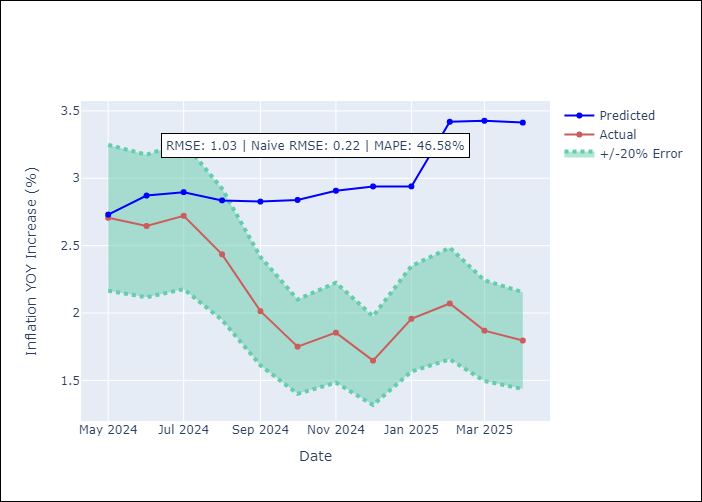 RMSE: 1.03 | Naive RMSE: 0.22 | MAPE: 46.58%
Predicted
Actual
+/-20% Error
Inflation YOY Increase (%)
3.5
3
2.5
2
1.5
May 2024
Jul 2024
Sep 2024
Nov 2024
Jan 2025
Mar 2025
Date